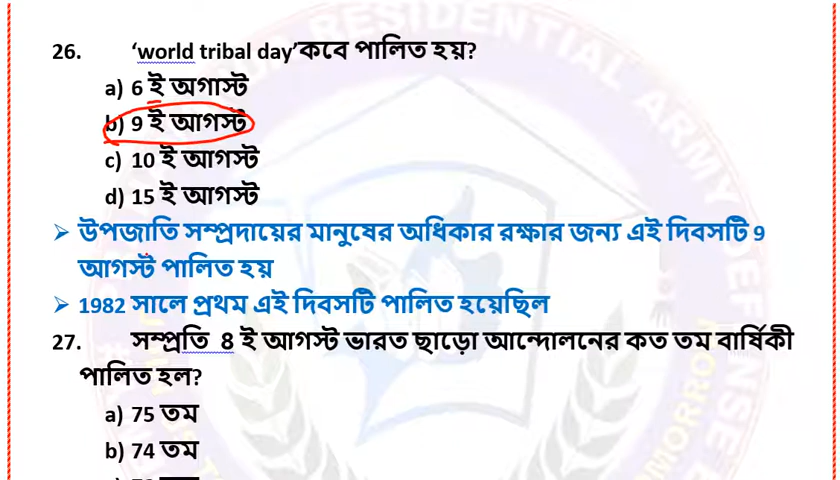 26. ‘world tribal day’কবে পালিত হয়?
a) 6 ই অগাস্ট
b) 9 ই আগস্ট
c) 10 ই আগস্ট
d) 15 ই আগস্ট
➢ উপজাতি সম্প্রদায়ের মানুষের অধিকার রক্ষার জন্য এই দিবসটি 9
আগস্ট পালিত হয়
➢ 1982 সালে প্রথম এই দিবসটি পালিত হয়েছিল
27. সম্প্রতি 8 ই আগস্ট ভারত ছাড়ো আন্দোলনের কত তম বার্ষিকী
পালিত হল?
a) 75 তম
b) 74 তম